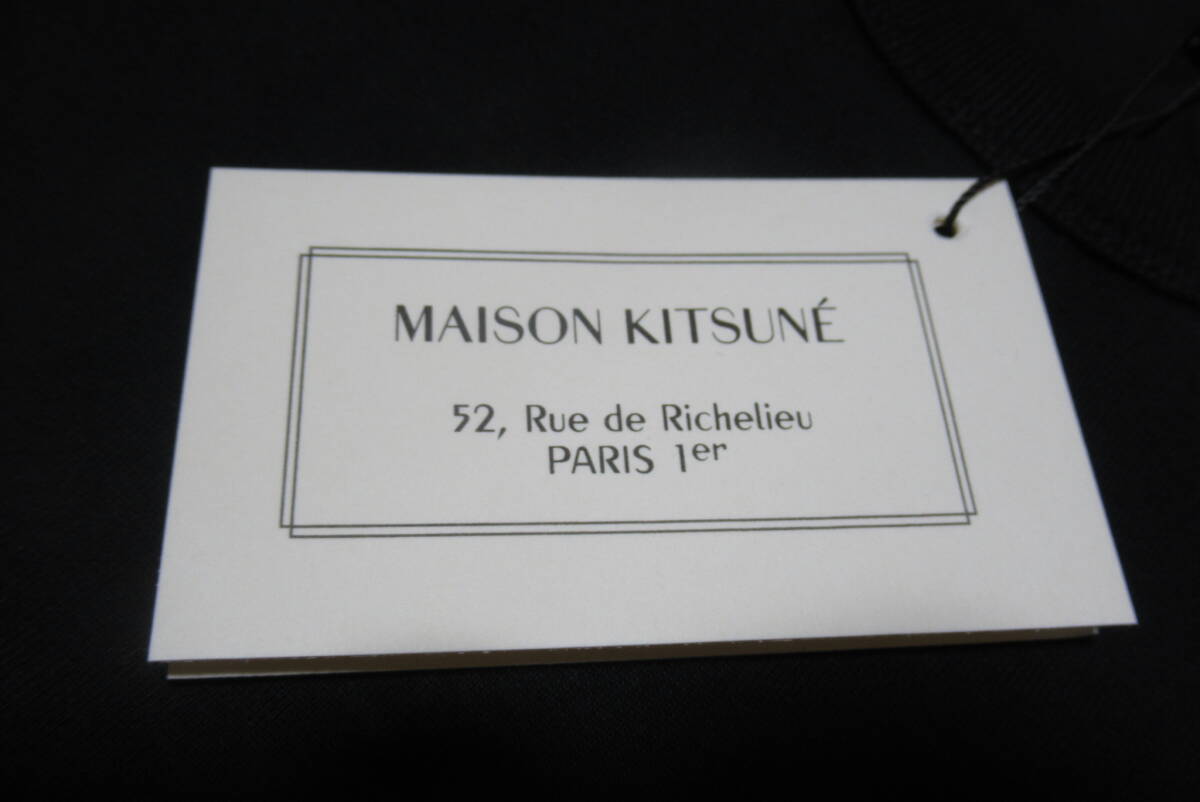 MAISON KITSUNÉ
52, Rue de Richelieu
PARIS 1er